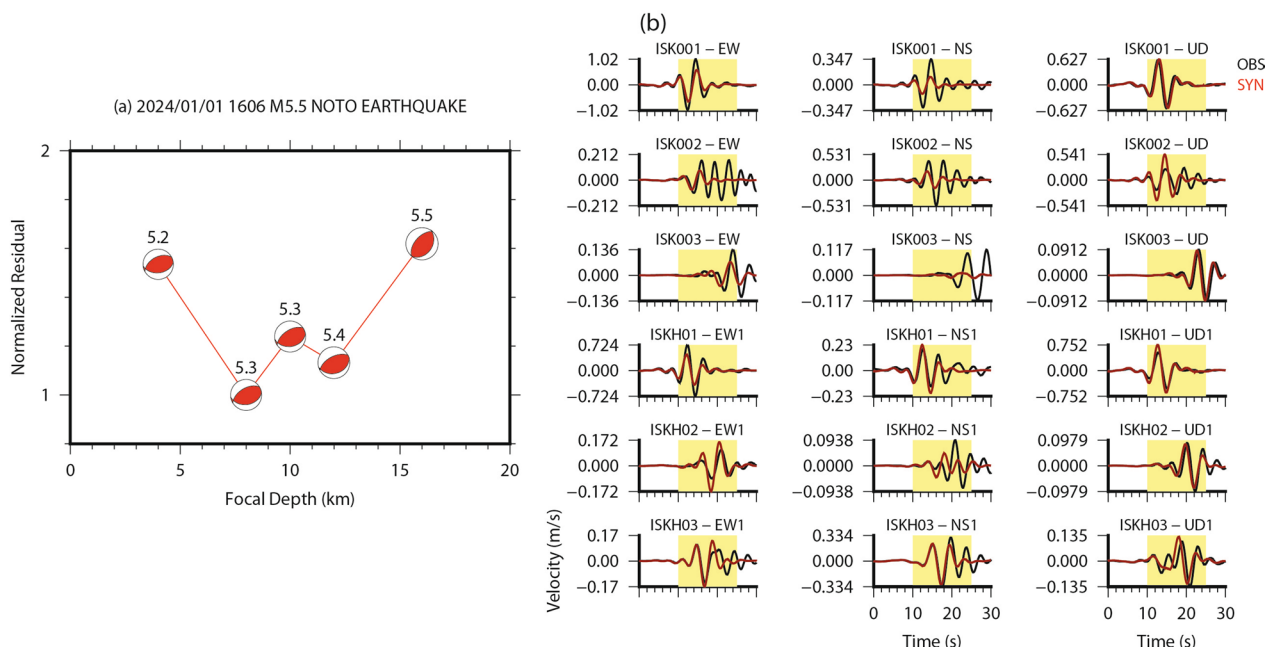 (a) 2024/01/01 1606 M5.5 NOTO EARTHQUAKE
2
1
Normalized Residual
5.2
5.3
5.3
5.4
5.5
0 5 10 15 20
Focal Depth (km)
(b)
OBS
SYN
ISK001 – EW
1.02
0.00
−1.02
ISK001 – NS
0.347
0.00
−0.347
ISK001 – UD
0.627
0.000
−0.627
ISK002 – EW
0.212
0.000
−0.212
ISK002 – NS
0.531
0.000
−0.531
ISK002 – UD
0.541
0.000
−0.541
ISK003 – EW
0.136
0.000
−0.136
ISK003 – NS
0.117
0.000
−0.117
ISK003 – UD
0.0912
0.0000
−0.0912
ISKH01 – EW1
0.724
0.000
−0.724
ISKH01 – NS1
0.23
0.00
−0.23
ISKH01 – UD1
0.752
0.000
−0.752
ISKH02 – EW1
0.172
0.000
−0.172
ISKH02 – NS1
0.0938
0.0000
−0.0938
ISKH02 – UD1
0.0979
0.0000
−0.0979
ISKH03 – EW1
0.17
0.00
−0.17
ISKH03 – NS1
0.334
0.000
−0.334
ISKH03 – UD1
0.135
0.000
−0.135
Velocity (m/s)
0 10 20 30
Time (s)
0 10 20 30
Time (s)